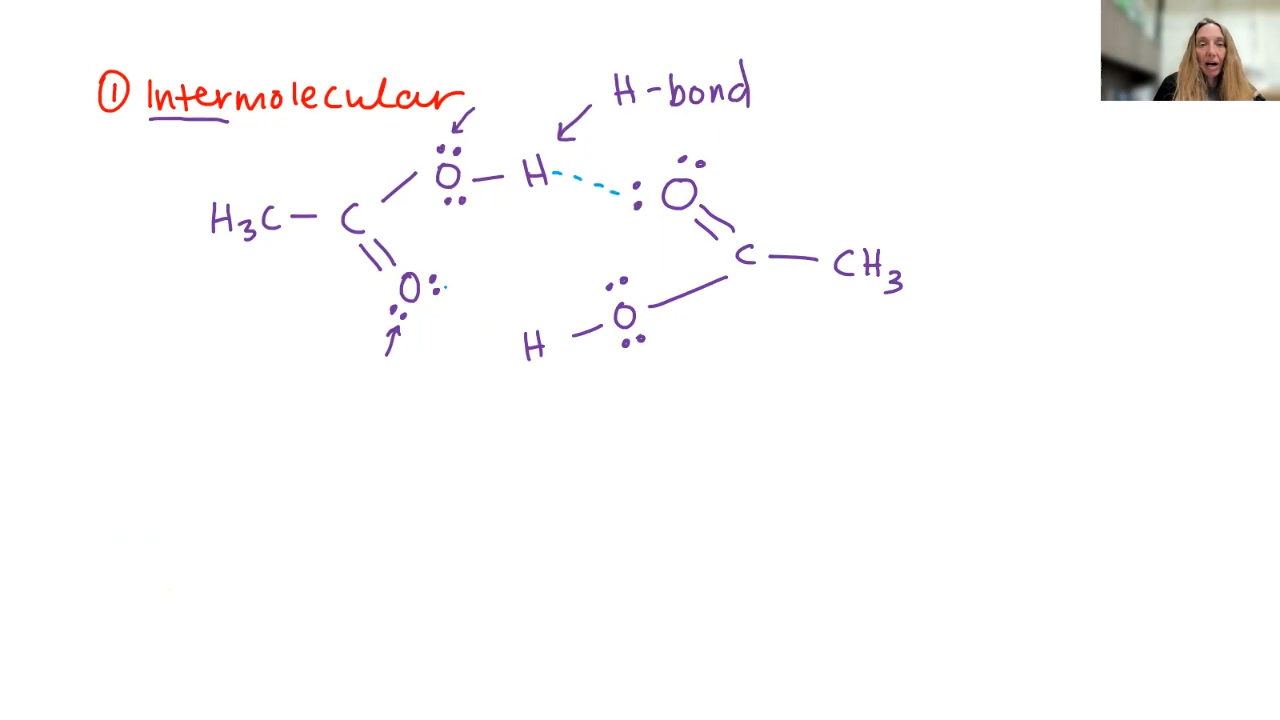 ① Intermolecular
H-bond
O - H O
H3C - C
C - CH3
O
O
H